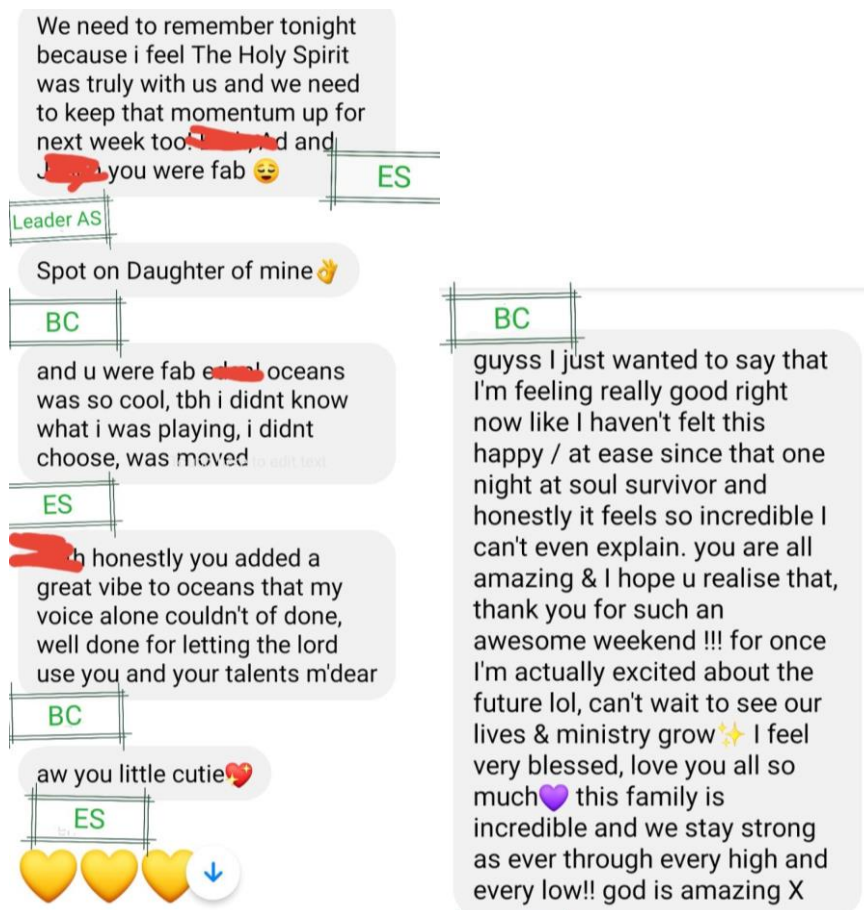 We need to remember tonight
because i feel The Holy Spirit
was truly with us and we need
to keep that momentum up for
next week too! and
you were fab 😌
ES
Leader AS
Spot on Daughter of mine👌
BC
and u were fab oceans
was so cool, tbh i didnt know
what i was playing, i didnt
choose, was moved
ES
honestly you added a
great vibe to oceans that my
voice alone couldn't of done,
well done for letting the lord
use you and your talents m'dear
BC
aw you little cutie💖
ES
💛💛💛
BC
guyss I just wanted to say that
I'm feeling really good right
now like I haven't felt this
happy / at ease since that one
night at soul survivor and
honestly it feels so incredible I
can't even explain. you are all
amazing & I hope u realise that,
thank you for such an
awesome weekend !!! for once
I'm actually excited about the
future lol, can't wait to see our
lives & ministry grow✨ I feel
very blessed, love you all so
much💜 this family is
incredible and we stay strong
as ever through every high and
every low!! god is amazing X